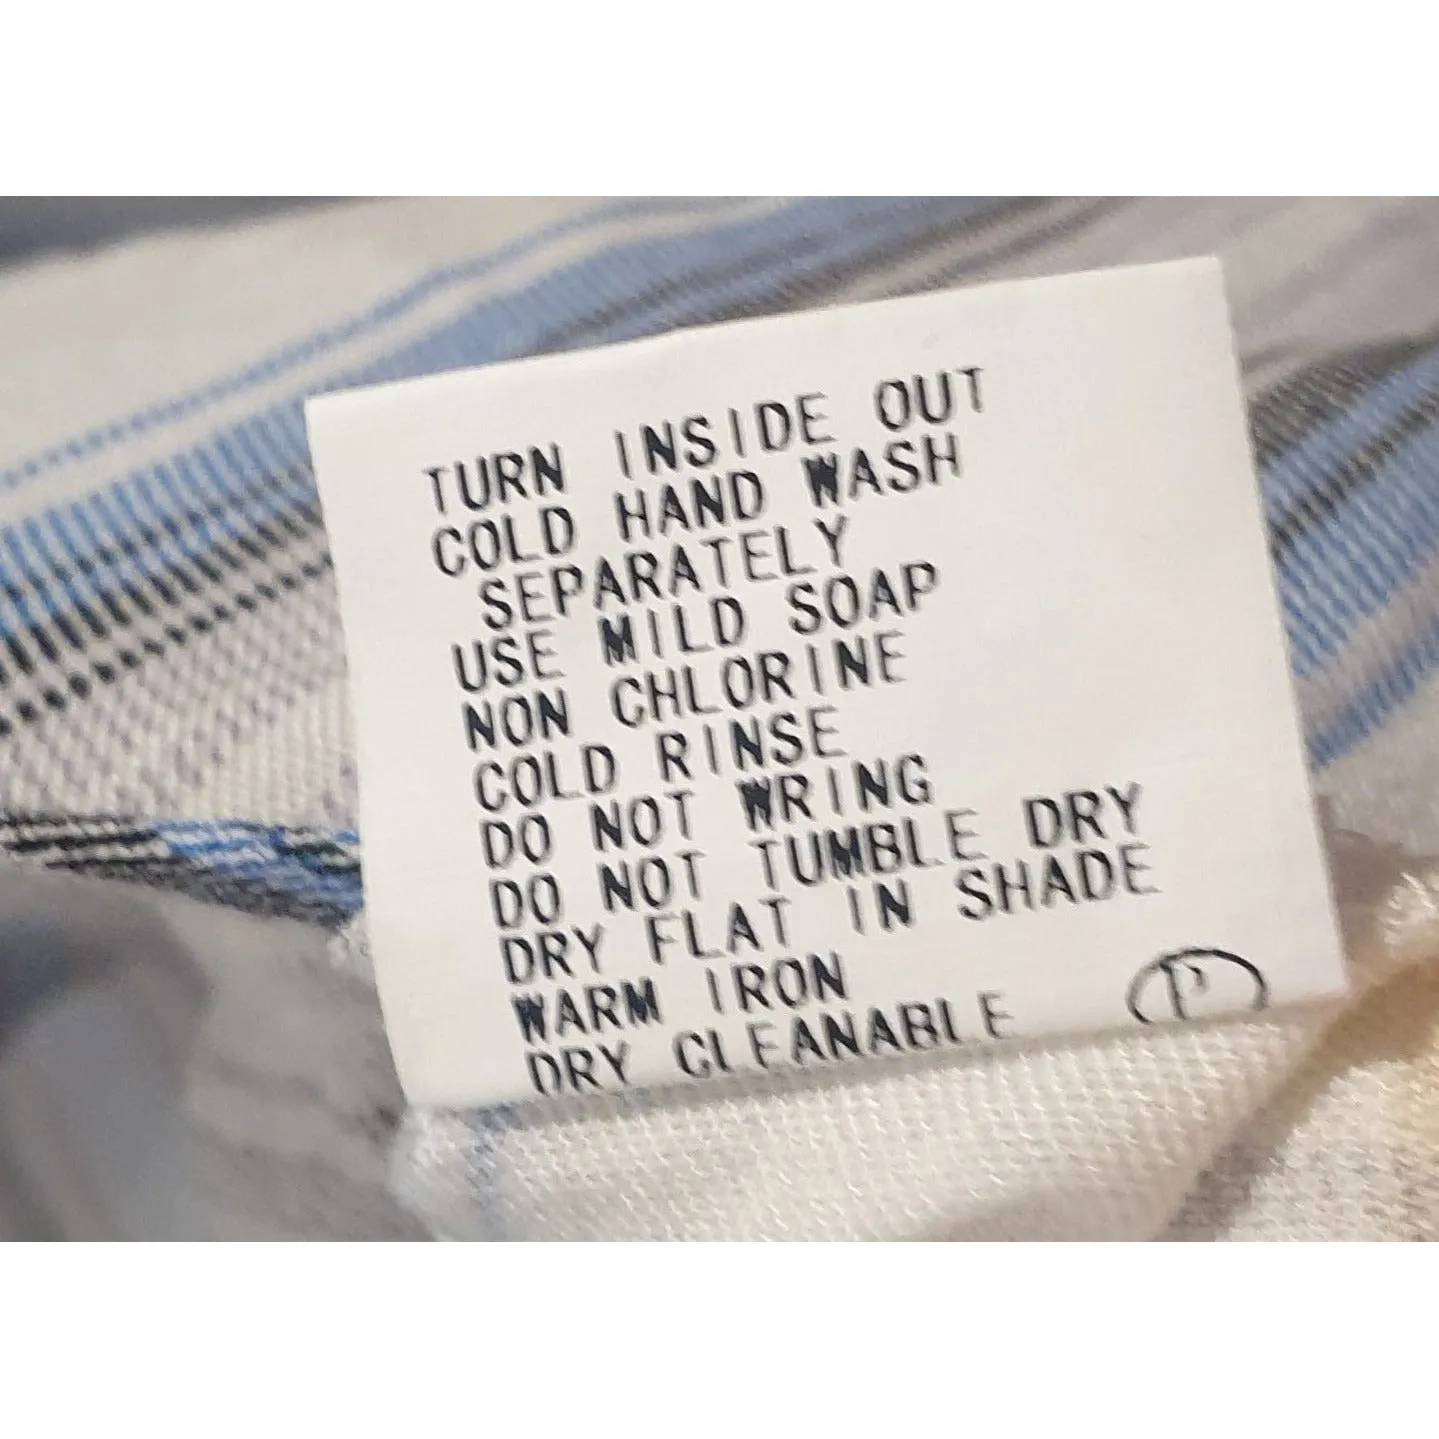 TURN INSIDE OUT
COLD HAND WASH
SEPARATELY
USE MILD SOAP
NON CHLORINE
COLD RINSE
DO NOT WRING
DO NOT TUMBLE DRY
DRY FLAT IN SHADE
WARM IRON
DRY CLEANABLE
P